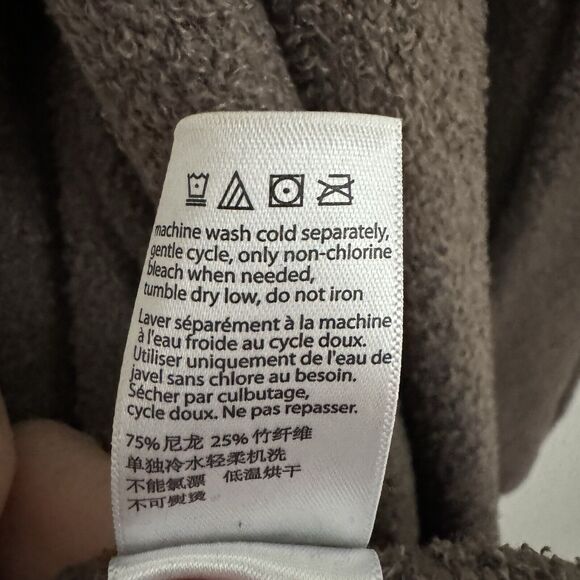 machine wash cold separately,
gentle cycle, only non-chlorine
bleach when needed,
tumble dry low, do not iron
Laver séparément à la machine
à l'eau froide au cycle doux.
Utiliser uniquement de l'eau de
javel sans chlore au besoin.
Sécher par culbutage,
cycle doux. Ne pas repasser.
75% 尼龙 25% 竹纤维
单独冷水轻柔机洗
不能氯漂 低温烘干
不可熨烫